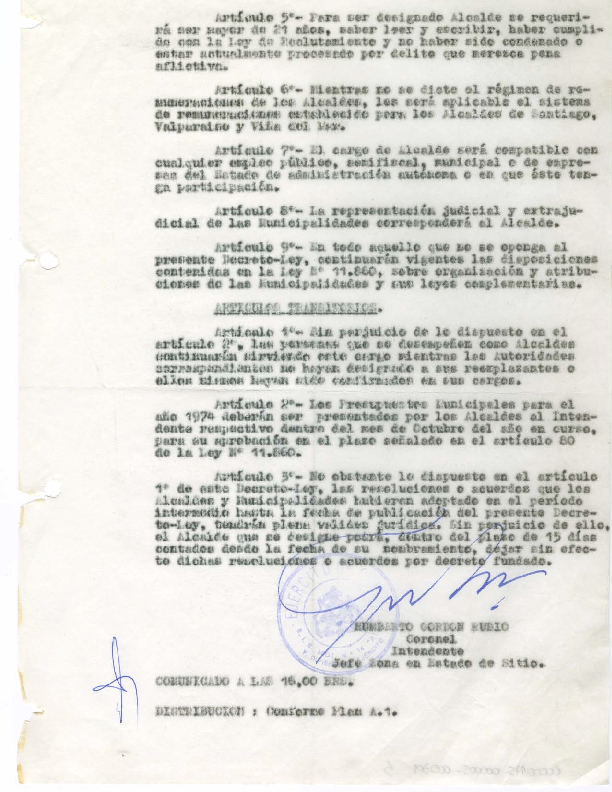 Artículo 5º- Para ser designado Alcalde se requeri-
rá ser mayor de 21 años, saber leer y escribir, haber cumpli-
do con la Ley de Reclutamiento y no haber sido condenado o
estar actualmente procesado por delito que merezca pena
aflictiva.
Artículo 6º- Mientras no se dicte el régimen de re-
muneraciones de los Alcaldes, les será aplicable el sistema
de remuneraciones establecido para los Alcaldes de Santiago,
Valparaíso y Viña del Mar.
Artículo 7º- El cargo de Alcalde será compatible con
cualquier empleo público, semifiscal, municipal o de empre-
sas del Estado de administración autónoma o en que éste ten-
ga participación.
Artículo 8º- La representación judicial y extraju-
dicial de las Municipalidades corresponderá al Alcalde.
Artículo 9º- En todo aquello que no se oponga al
presente Decreto-Ley, continuarán vigentes las disposiciones
contenidas en la Ley Nº 11.860, sobre organización y atribu-
ciones de las Municipalidades y sus leyes complementarias.
ARTICULOS TRANSITORIOS.
Artículo 1º- Sin perjuicio de lo dispuesto en el
artículo 2º, las personas que se desempeñen como Alcaldes
continuarán sirviendo este cargo mientras las Autoridades
correspondientes no hayan designado a sus reemplazantes o
ellos mismos hayan sido confirmados en sus cargos.
Artículo 2º- Los Presupuestos Municipales para el
año 1974 deberán ser presentados por los Alcaldes al Inten-
dente respectivo dentro del mes de Octubre del año en curso,
para su aprobación en el plazo señalado en el artículo 80
de la Ley Nº 11.860.
Artículo 3º- No obstante lo dispuesto en el artículo
1º de este Decreto-Ley, las resoluciones o acuerdos que los
Alcaldes y Municipalidades hubieran adoptado en el período
intermedio hasta la fecha de publicación del presente Decre-
to-Ley, tendrán plena validez jurídica. Sin perjuicio de ello,
el Alcalde que se designe podrá, dentro del plazo de 15 días
contados desde la fecha de su nombramiento, dejar sin efec-
to dichas resoluciones o acuerdos por decreto fundado.
HUMBERTO GORDON RUBIO
Coronel
Intendente
Jefe Zona en Estado de Sitio.
COMUNICADO A LAS 16,00 HRS.
DISTRIBUCION : Conforme Plan A.1.